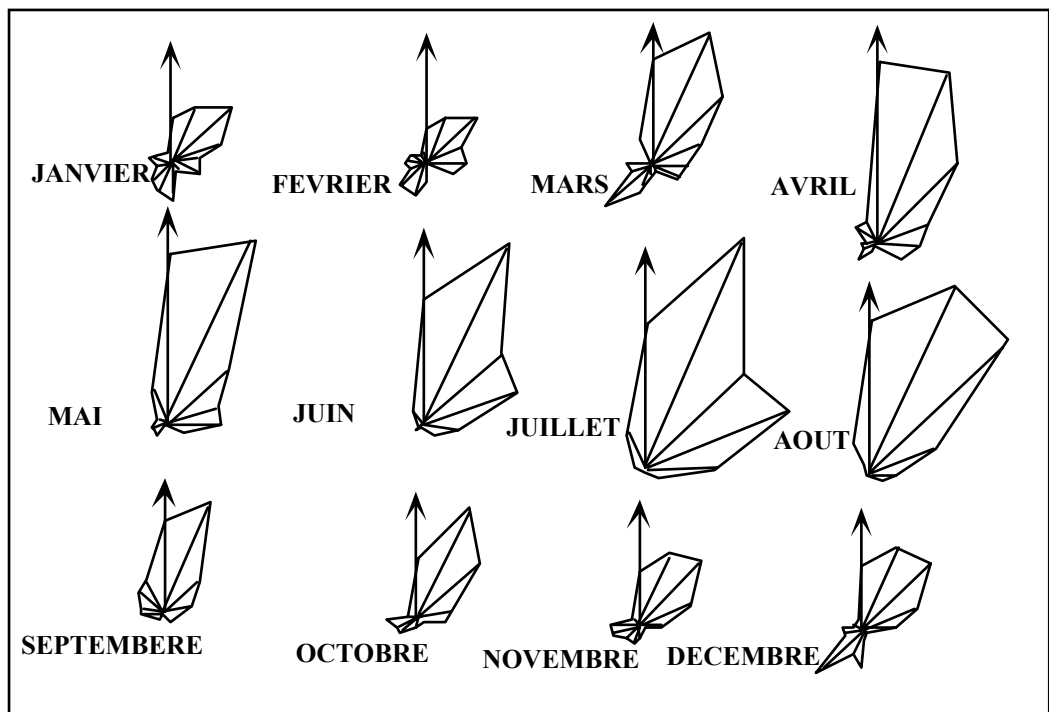 JANVIER
FEVRIER
MARS
AVRIL
MAI
JUIN
JUILLET
AOUT
SEPTEMBERE
OCTOBRE
NOVEMBRE
DECEMBRE